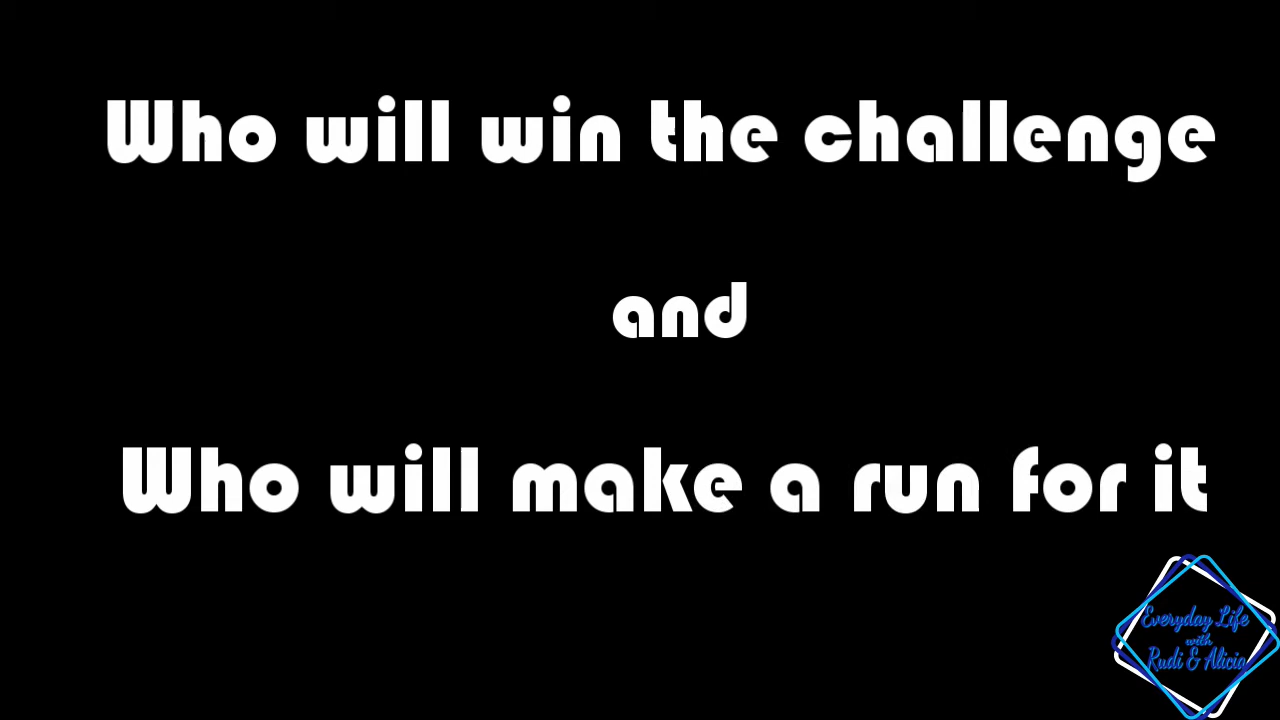 Who will win the challenge
and
Who will make a run for it
Everyday Life
with
Rudi & Alicia